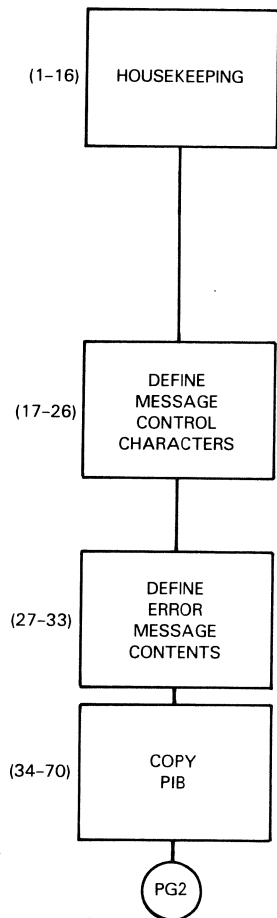 (1-16)
HOUSEKEEPING
(17-26)
DEFINE
MESSAGE
CONTROL
CHARACTERS
(27-33)
DEFINE
ERROR
MESSAGE
CONTENTS
(34-70)
COPY
PIB
PG2